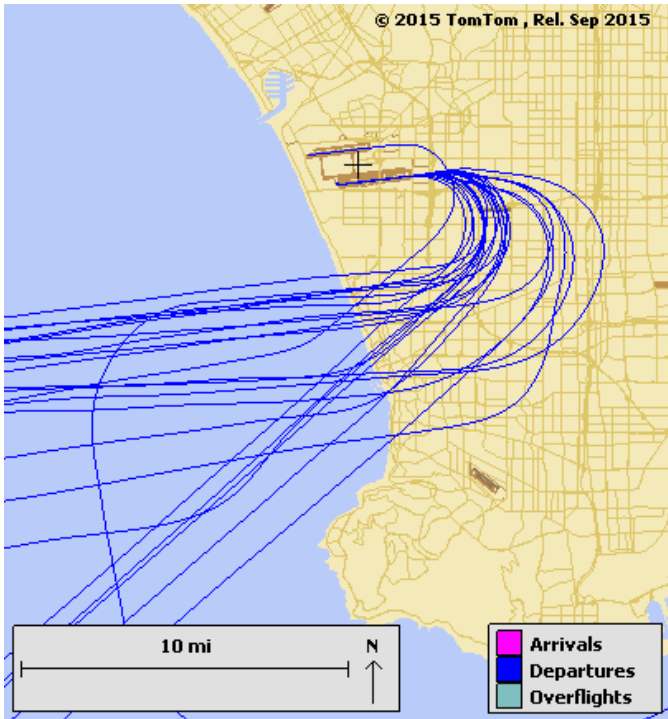 © 2015 TomTom , Rel. Sep 2015
10 mi
N
Arrivals
Departures
Overflights